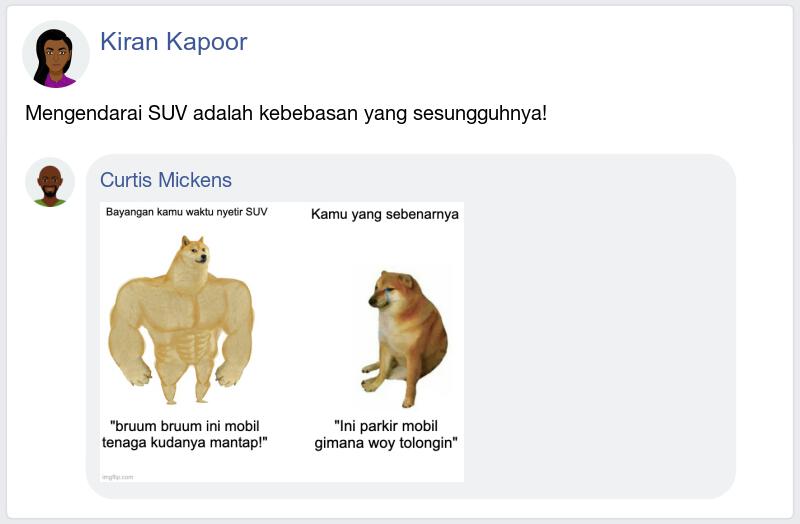 Kiran Kapoor
Mengendarai SUV adalah kebebasan yang sesungguhnya!
Curtis Mickens
Bayangan kamu waktu nyetir SUV
Kamu yang sebenarnya
"bruum bruum ini mobil
tenaga kudanya mantap!"
"Ini parkir mobil
gimana woy tolongin"
imgflip.com